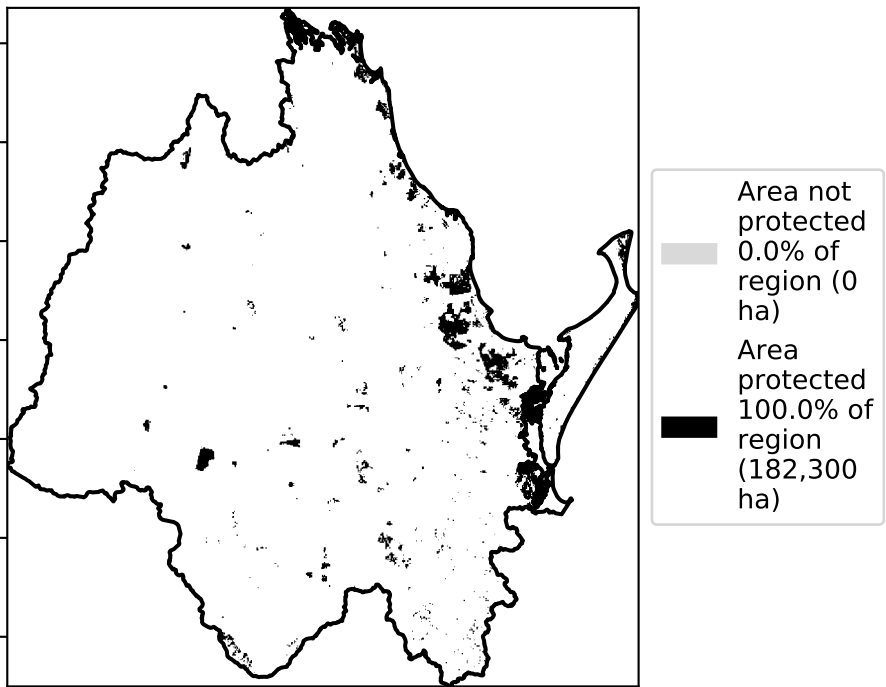 Area not
protected
0.0% of
region (0
ha)
Area
protected
100.0% of
region
(182,300
ha)